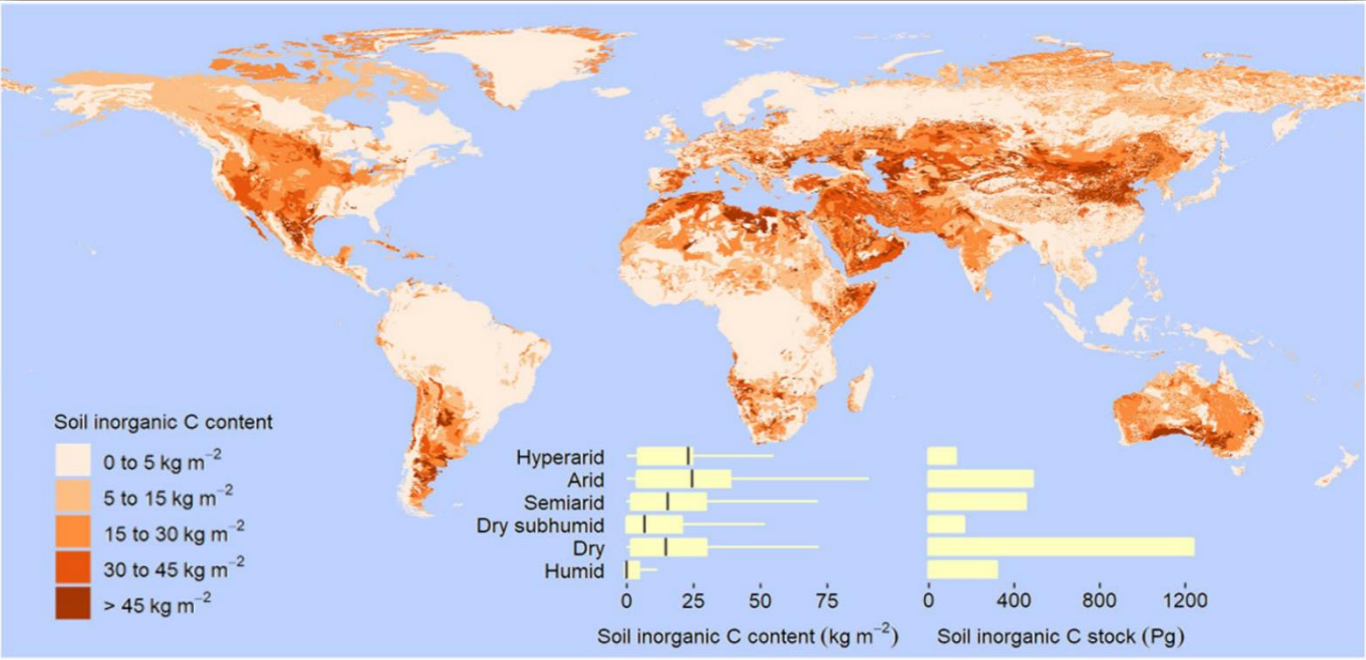 Soil inorganic C content
0 to 5 kg m⁻²
5 to 15 kg m⁻²
15 to 30 kg m⁻²
30 to 45 kg m⁻²
> 45 kg m⁻²
Hyperarid
Arid
Semiarid
Dry subhumid
Dry
Humid
0 25 50 75
Soil inorganic C content (kg m⁻²)
0 400 800 1200
Soil inorganic C stock (Pg)